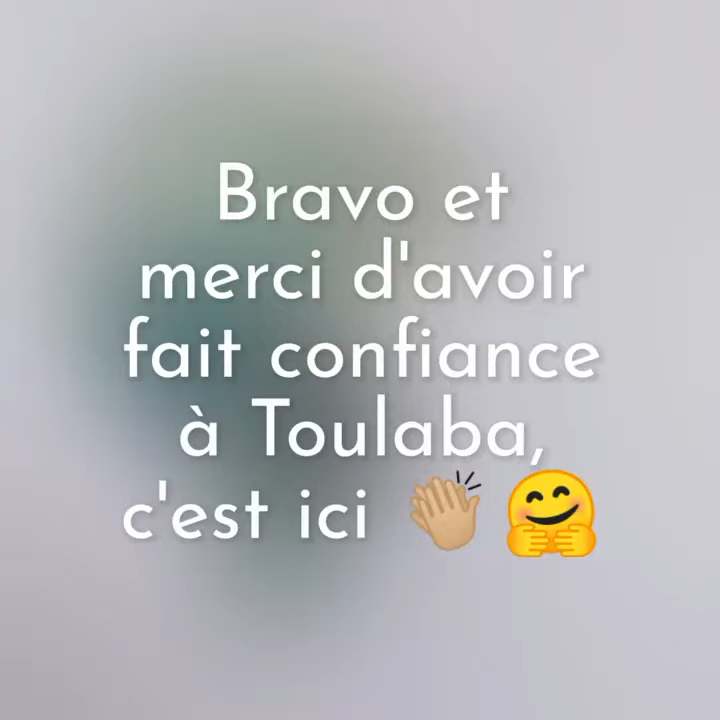 Bravo et
merci d'avoir
fait confiance
à Toulaba,
c'est ici 👏🏼 🤗